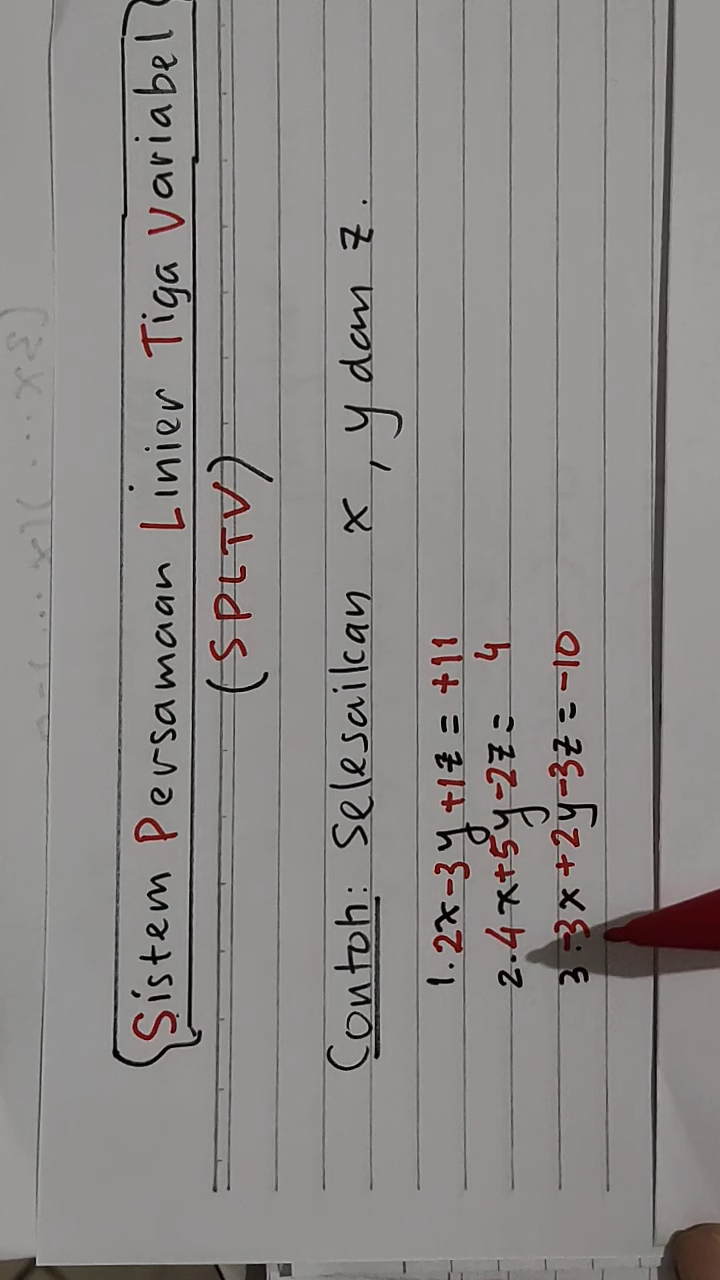 Sistem Persamaan Linier Tiga Variabel
(SPLTV)
Contoh: Selesaikan x, y dan z.
1. 2x-3y+1z = +11
2. 4x+5y-2z = 4
3. -3x+2y-3z = -10